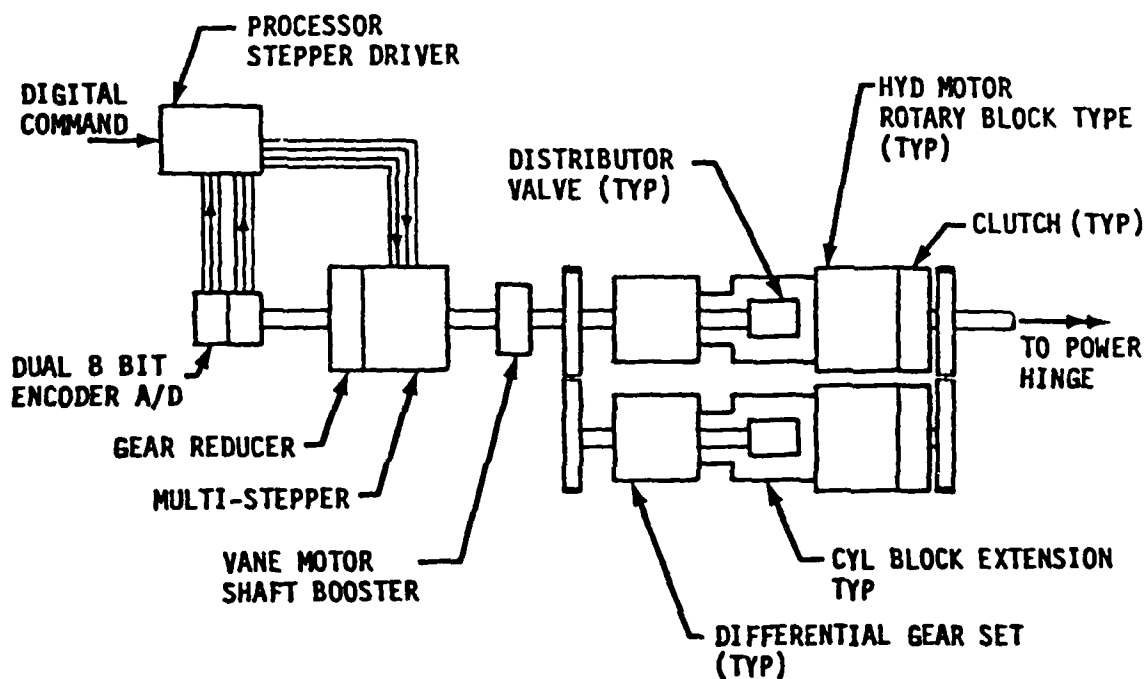 PROCESSOR
STEPPER DRIVER
DIGITAL
COMMAND
HYD MOTOR
ROTARY BLOCK TYPE
(TYP)
DISTRIBUTOR
VALVE (TYP)
CLUTCH (TYP)
TO POWER
HINGE
DUAL 8 BIT
ENCODER A/D
GEAR REDUCER
MULTI-STEPPER
VANE MOTOR
SHAFT BOOSTER
CYL BLOCK EXTENSION
TYP
DIFFERENTIAL GEAR SET
(TYP)